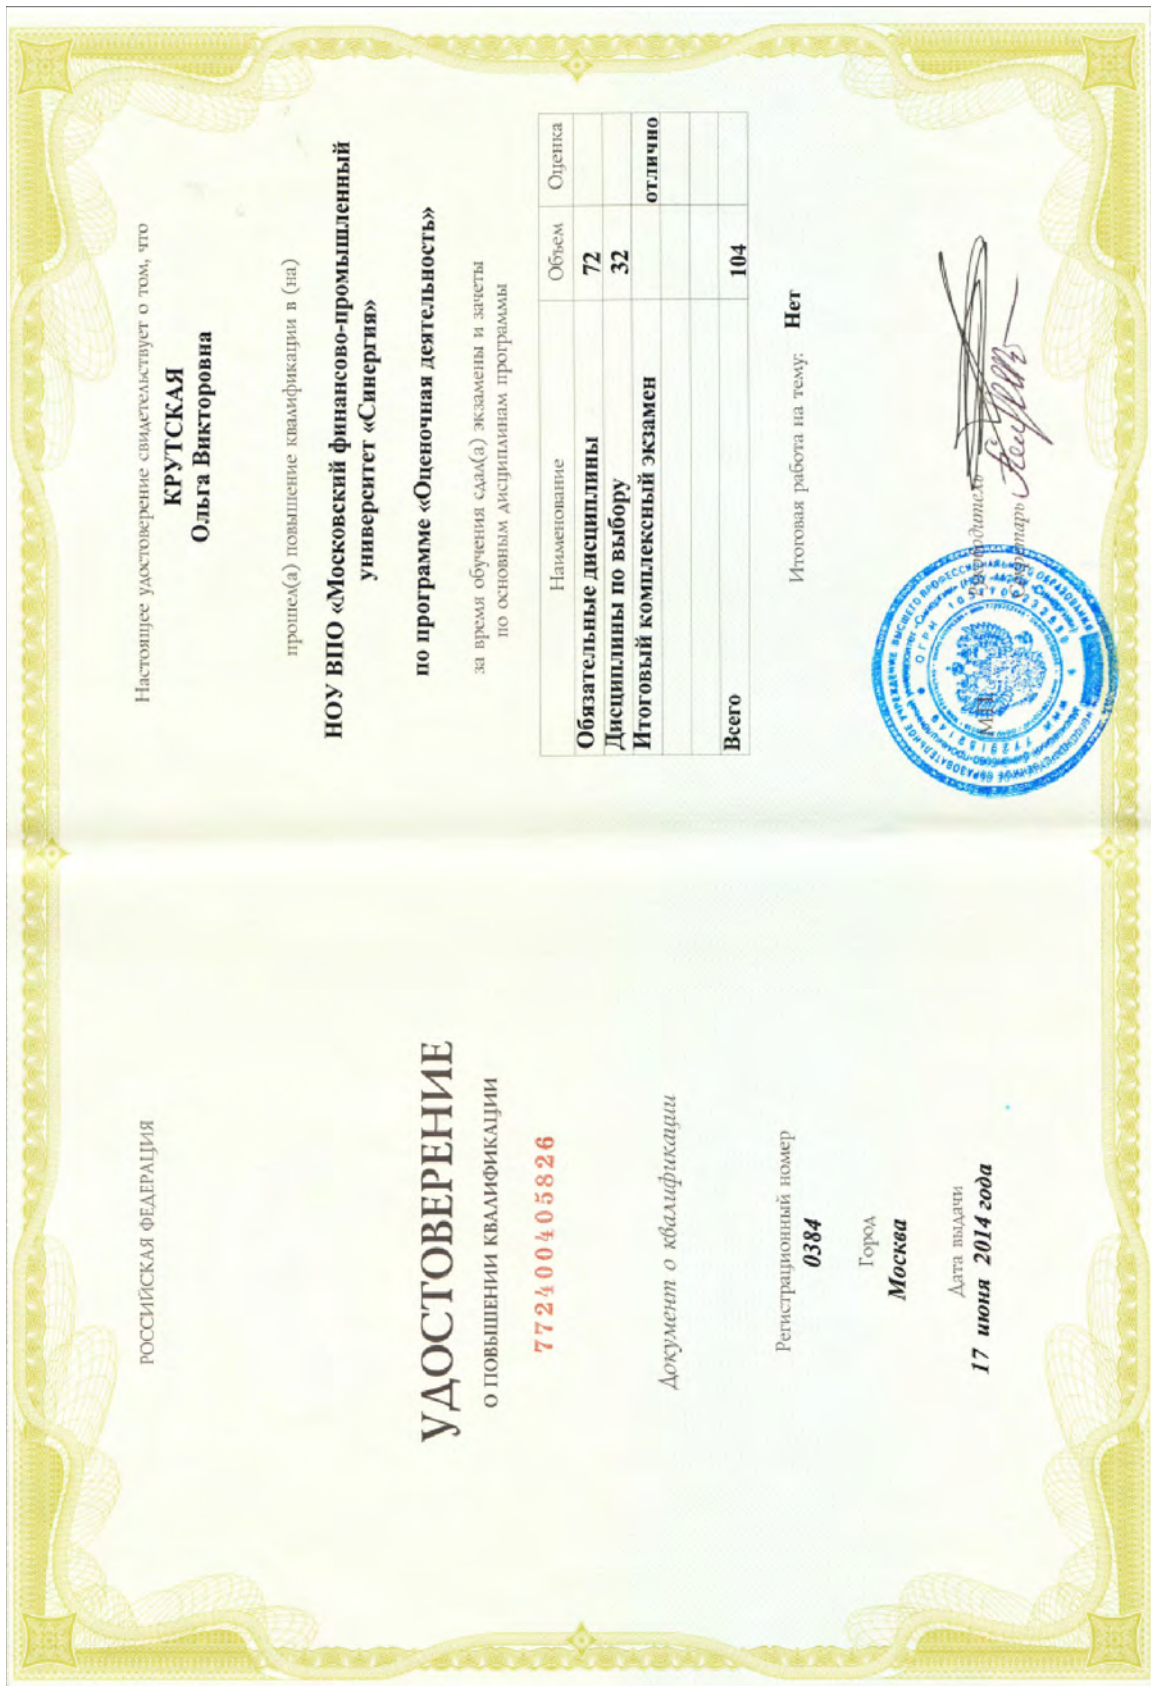 РОССИЙСКАЯ ФЕДЕРАЦИЯ
УДОСТОВЕРЕНИЕ
О ПОВЫШЕНИИ КВАЛИФИКАЦИИ
772400405826
Документ о квалификации
Регистрационный номер
0384
Город
Москва
Дата выдачи
17 июня 2014 года
Настоящее удостоверение свидетельствует о том, что
КРУТСКАЯ
Ольга Викторовна
прошел(а) повышение квалификации в (на)
НОУ ВПО «Московский финансово-промышленный
университет «Синергия»
по программе «Оценочная деятельность»
за время обучения сдал(а) экзамены и зачеты
по основным дисциплинам программы
Наименование Объем Оценка
Обязательные дисциплины 72
Дисциплины по выбору 32
Итоговый комплексный экзамен отлично
Всего 104
Итоговая работа на тему: Нет
Руководитель
М.П.
Секретарь